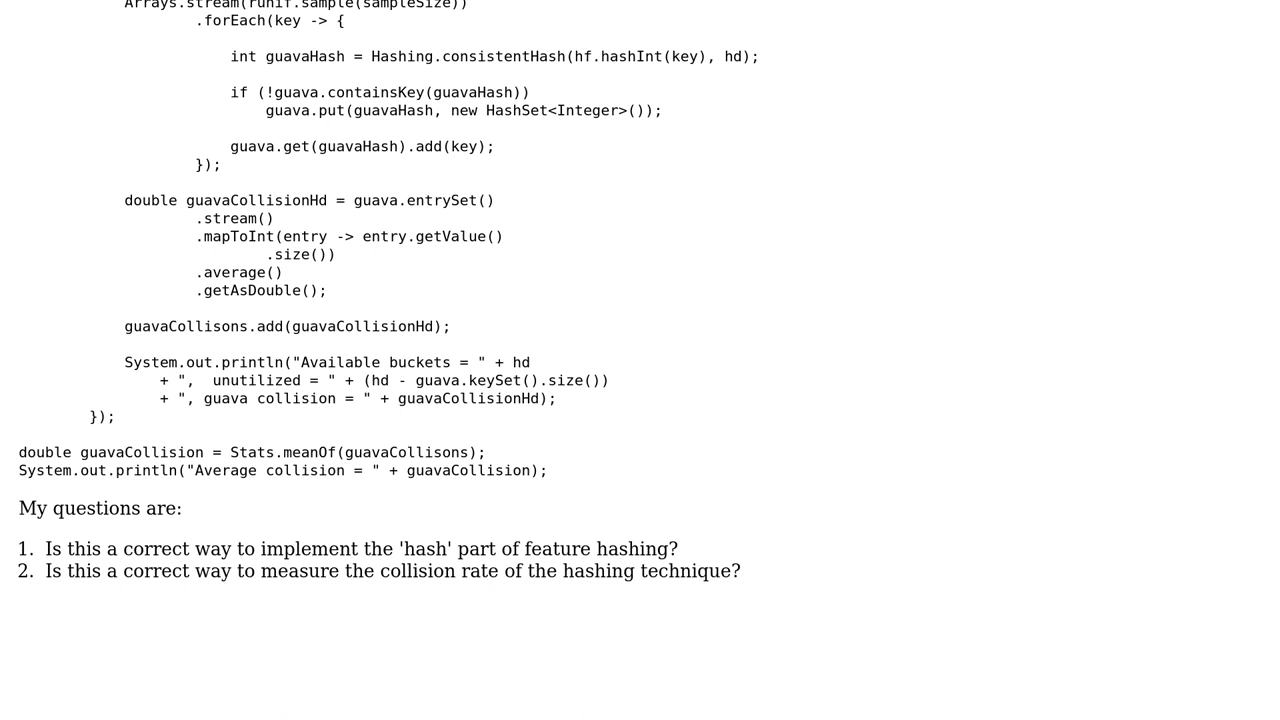 Arrays.stream(runif.sample(sampleSize))
.forEach(key -> {
int guavaHash = Hashing.consistentHash(hf.hashInt(key), hd);
if (!guava.containsKey(guavaHash))
guava.put(guavaHash, new HashSet<Integer>());
guava.get(guavaHash).add(key);
});
double guavaCollisionHd = guava.entrySet()
.stream()
.mapToInt(entry -> entry.getValue()
.size())
.average()
.getAsDouble();
guavaCollisons.add(guavaCollisionHd);
System.out.println("Available buckets = " + hd
+ ",  unutilized = " + (hd - guava.keySet().size())
+ ", guava collision = " + guavaCollisionHd);
});
double guavaCollision = Stats.meanOf(guavaCollisons);
System.out.println("Average collision = " + guavaCollision);
My questions are:
1. Is this a correct way to implement the 'hash' part of feature hashing?
2. Is this a correct way to measure the collision rate of the hashing technique?